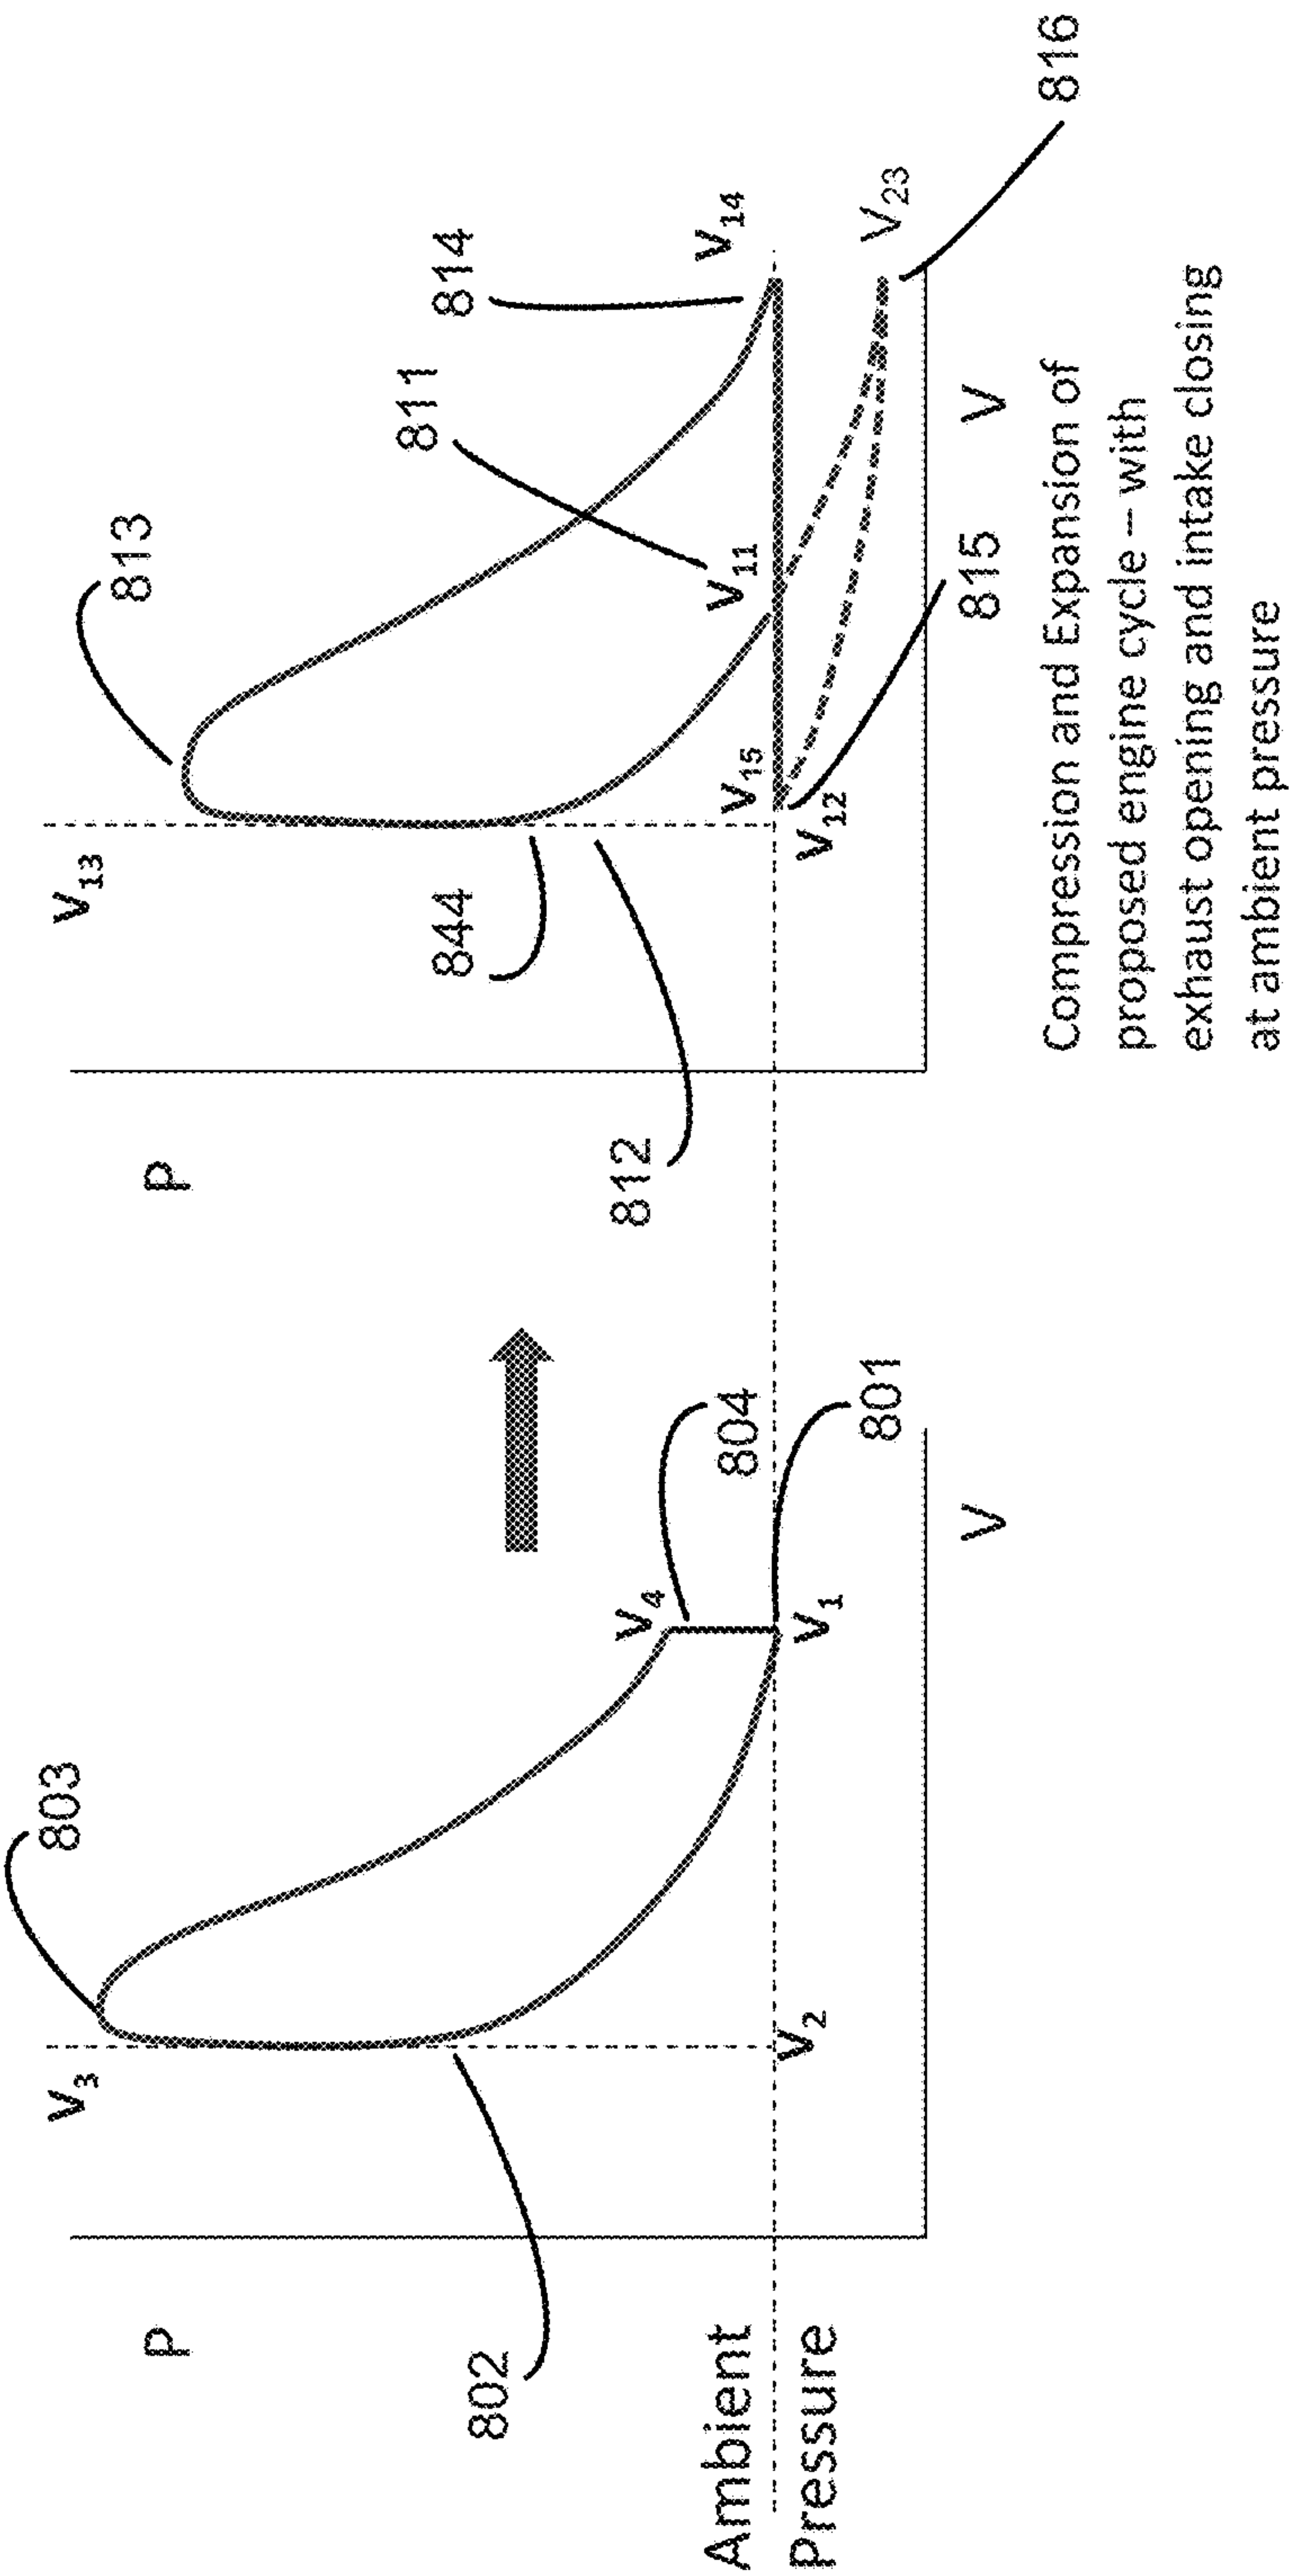 P
803
V3
802
V2
V4
804
V1
801
V
Ambient
Pressure
P
V13
813
844
812
811
814
V11
V14
V15
V12
815
V23
816
V
Compression and Expansion of
proposed engine cycle – with
exhaust opening and intake closing
at ambient pressure